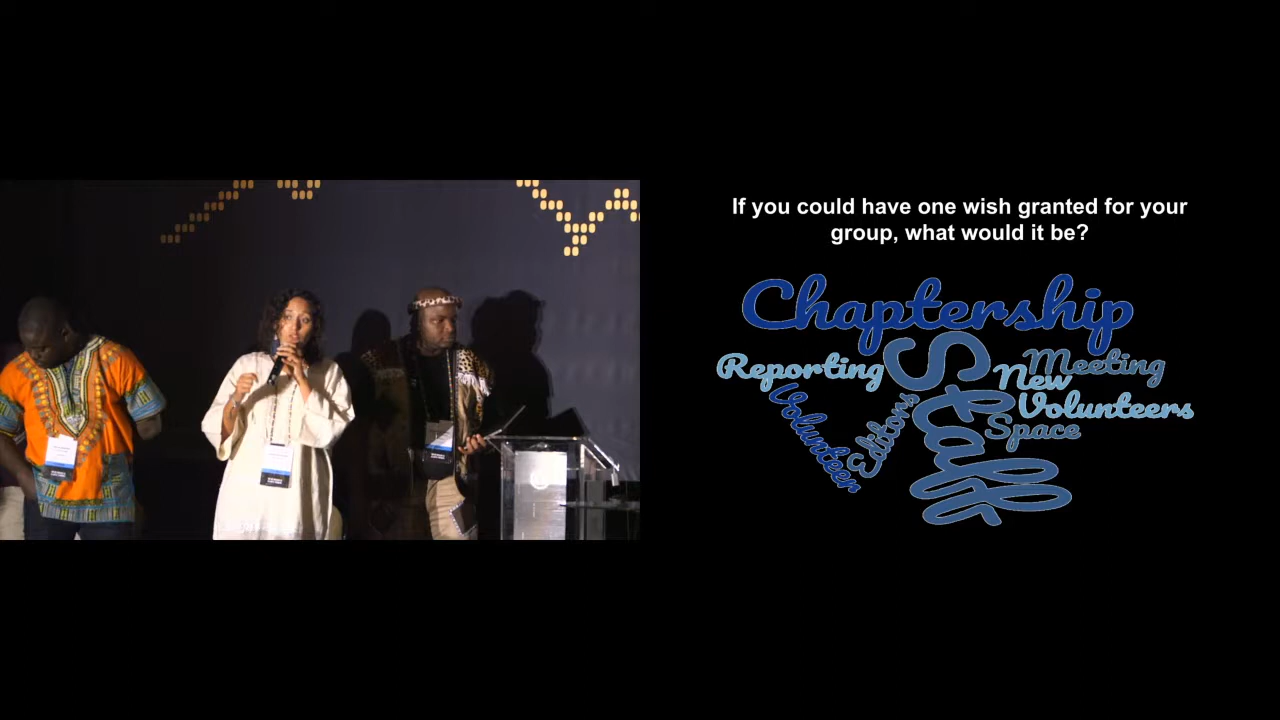 If you could have one wish granted for your
group, what would it be?
Chaptership
Reporting
Staff
Meeting
New
Volunteers
Volunteer
Editors
Space